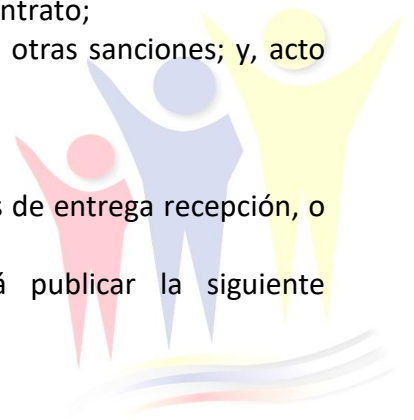 ntrato;
otras sanciones; y, acto
s de entrega recepción, o
á publicar la siguiente